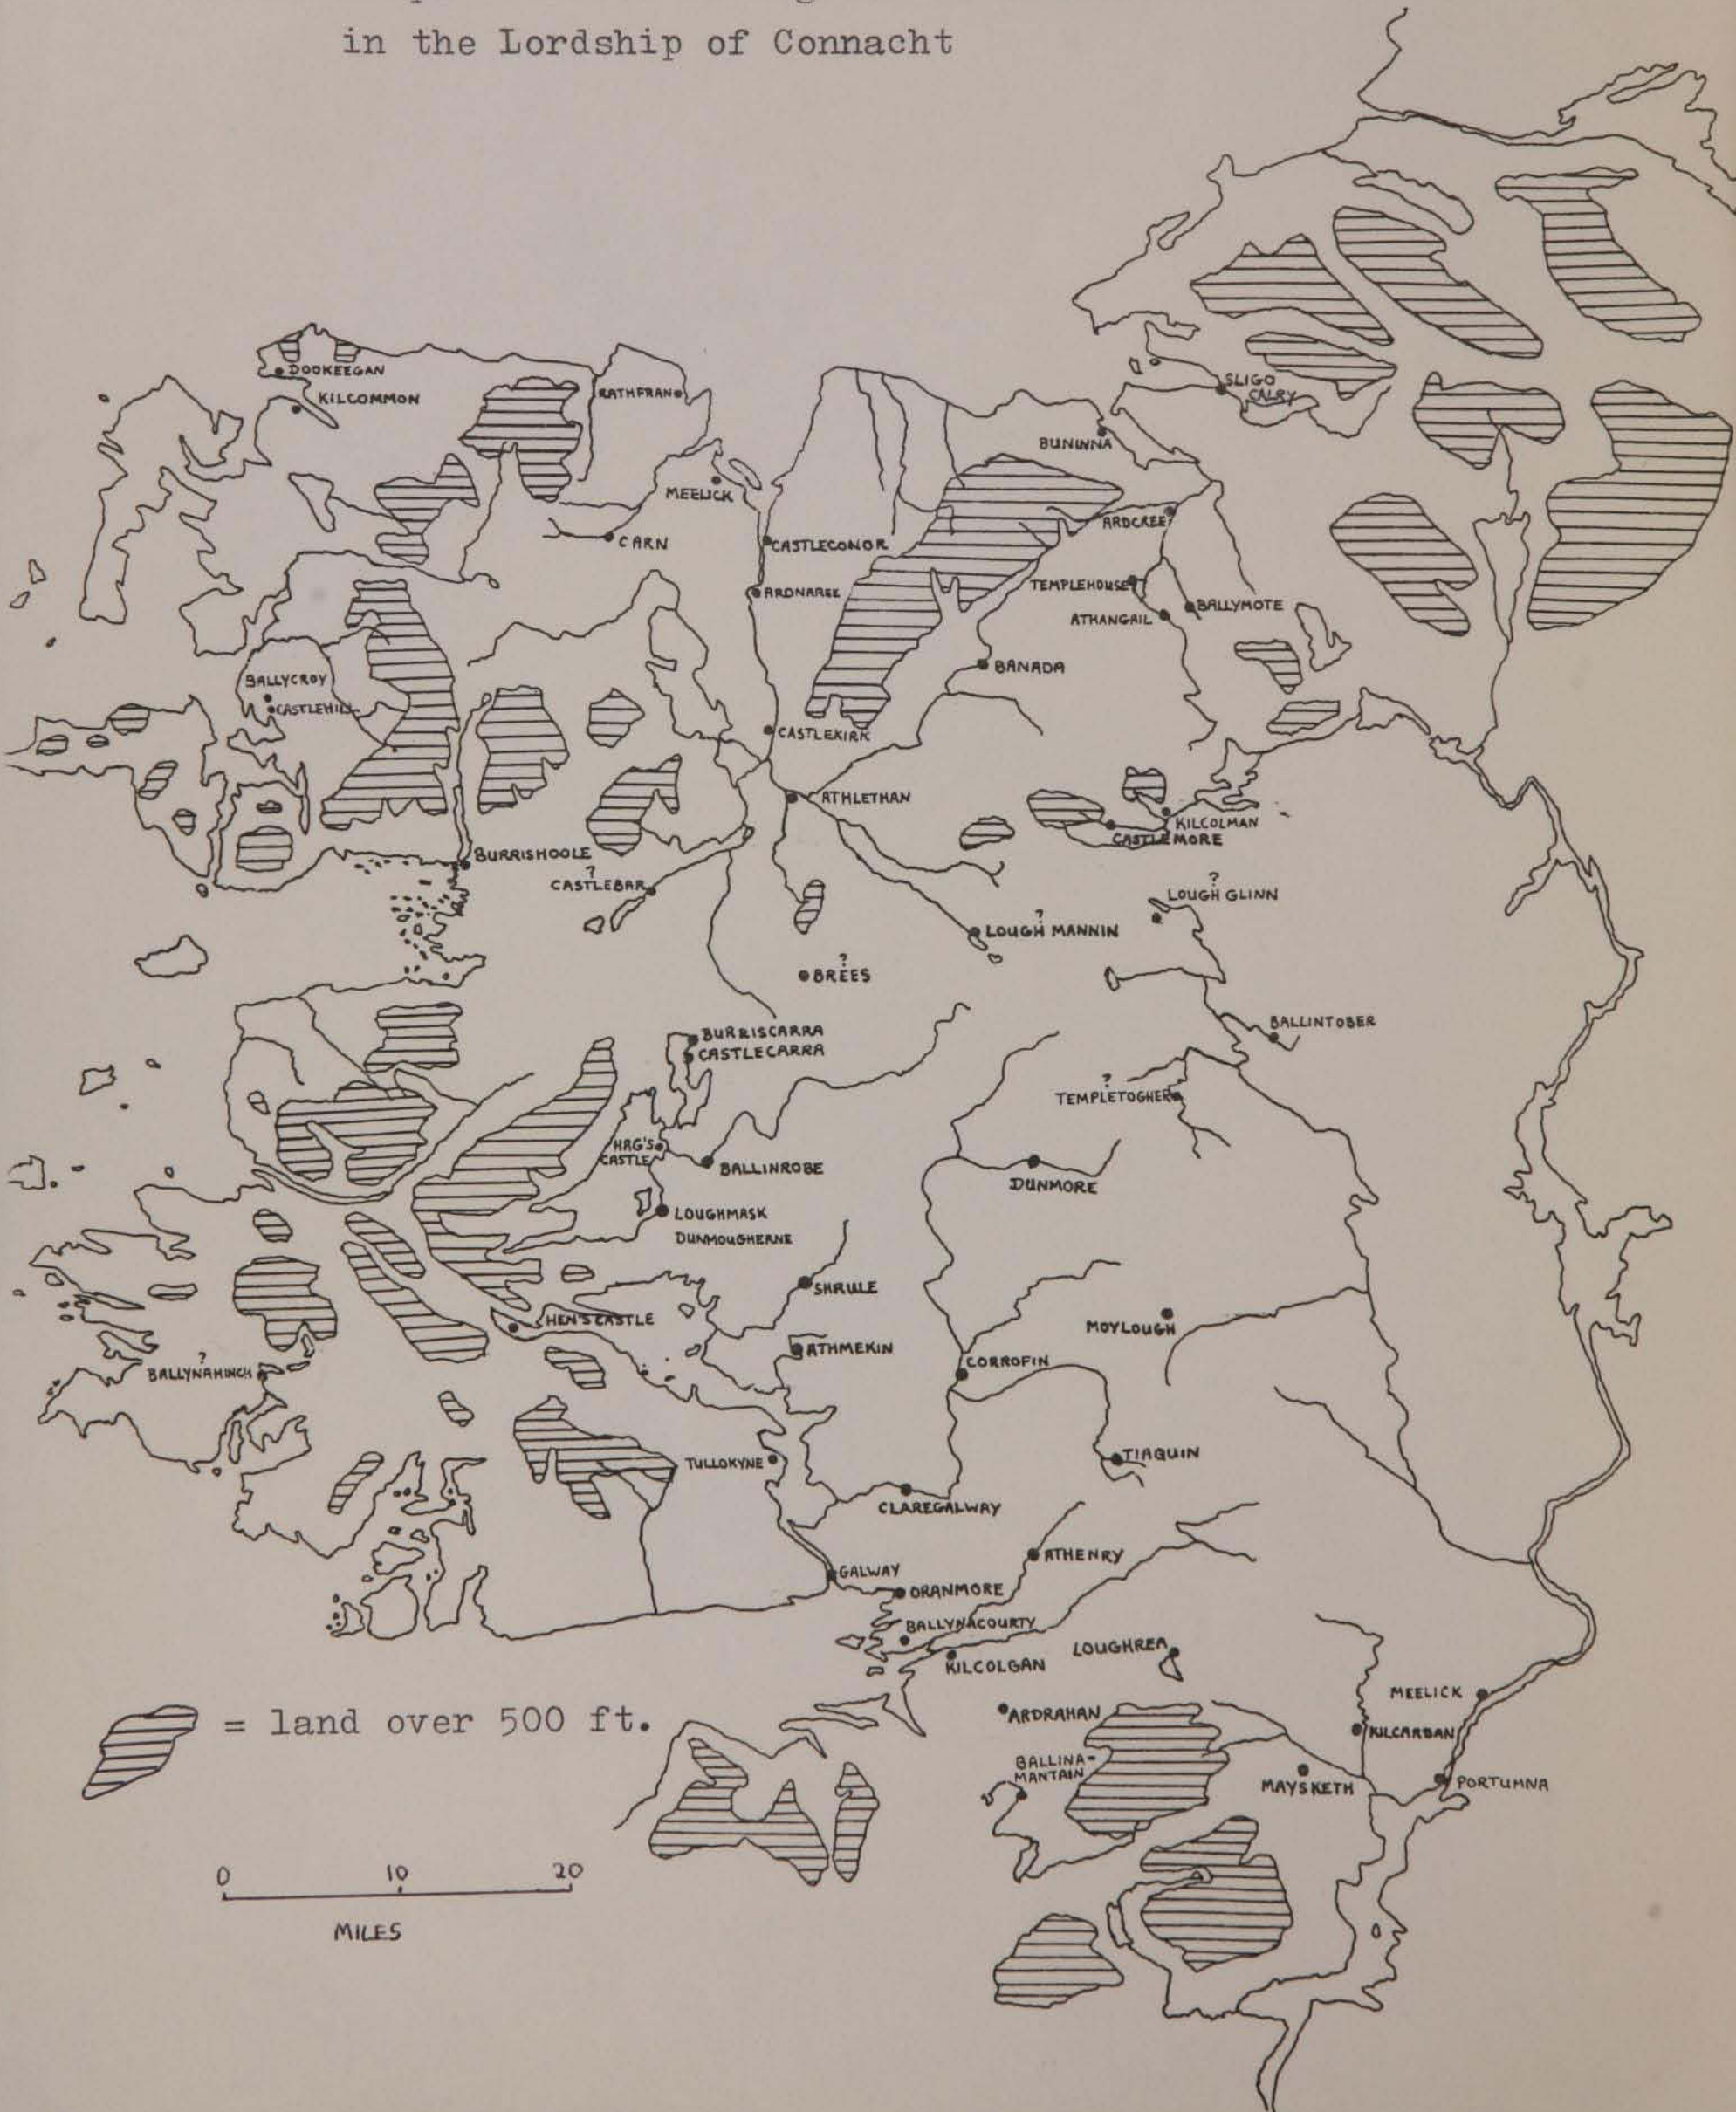 in the Lordship of Connacht
DOOKEEGAN
KILCOMMON
RATHFRAN
SLIGO
CALRY
BUNINNA
MEELICK
ARDCREE
CARN
CASTLECONOR
TEMPLEHOUSE
ARDNAREE
BALLYMOTE
ATHANGAIL
BANADA
BALLYCROY
CASTLEHILL
CASTLEKIRK
ATHLETHAN
KILCOLMAN
CASTLEMORE
BURRISHOOLE
?
CASTLEBAR
?
LOUGH GLINN
?
LOUGH MANNIN
?
BREES
BALLINTOBER
BURRISCARRA
CASTLECARRA
?
TEMPLETOGHER
HAG'S
CASTLE
BALLINROBE
DUNMORE
LOUGHMASK
DUNMOUGHERNE
SHRULE
HEN'S CASTLE
MOYLOUGH
RATHMEKIN
CORROFIN
?
BALLYNAHINCH
TIAQUIN
TULLOKYNE
CLAREGALWAY
ATHENRY
GALWAY
ORANMORE
BALLYNACOURTY
LOUGHREA
KILCOLGAN
MEELICK
ARDRAHAN
= land over 500 ft.
KILCARBAN
BALLINA-
MANTAIN
MAYSKETH
PORTUMNA
0 10 20
MILES